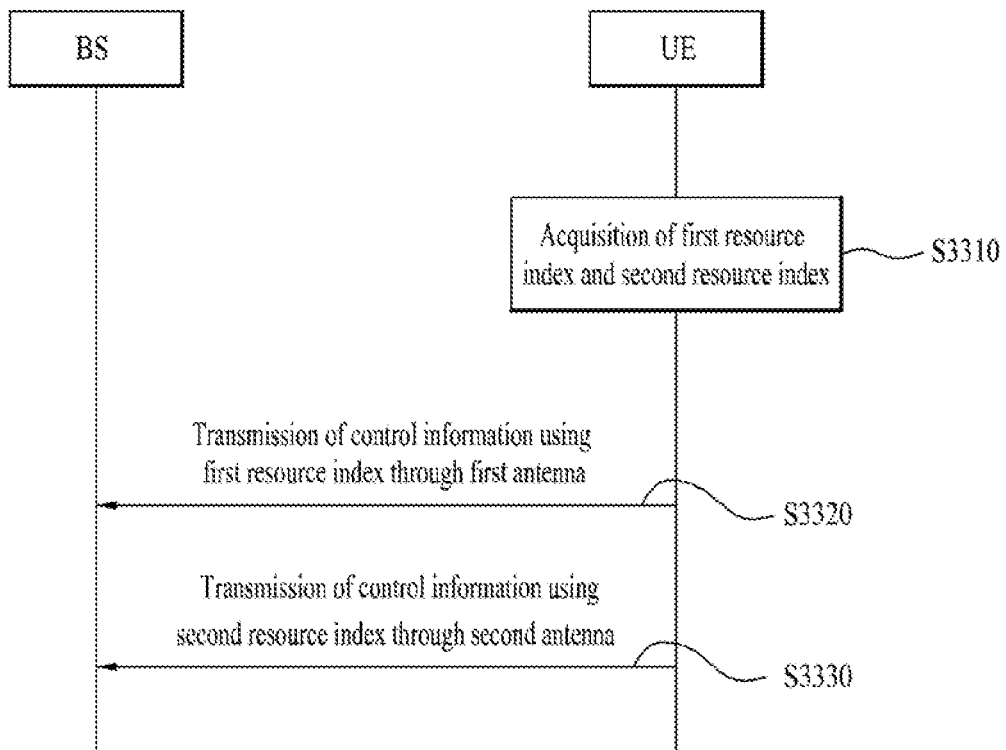 BS
UE
Acquisition of first resource
index and second resource index
S3310
Transmission of control information using
first resource index through first antenna
S3320
Transmission of control information using
second resource index through second antenna
S3330